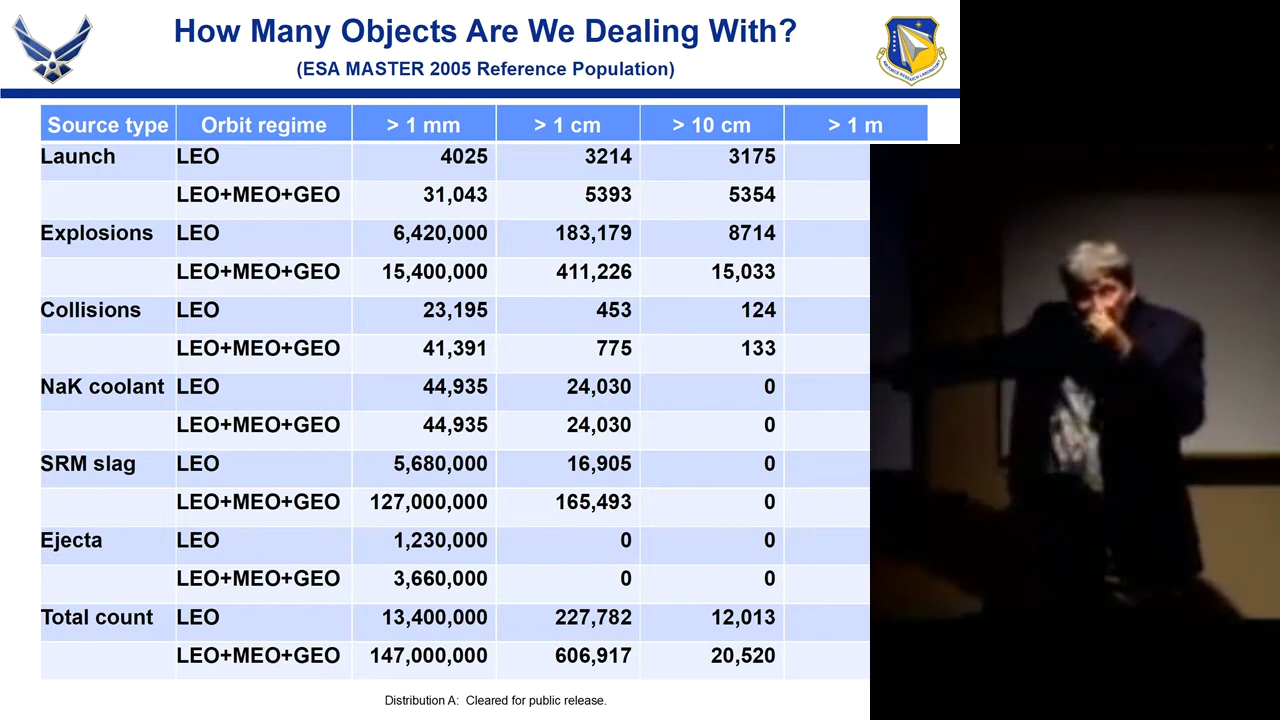 How Many Objects Are We Dealing With?
(ESA MASTER 2005 Reference Population)
AIR FORCE RESEARCH LABORATORY
Source type Orbit regime > 1 mm > 1 cm > 10 cm > 1 m
Launch LEO 4025 3214 3175
LEO+MEO+GEO 31,043 5393 5354
Explosions LEO 6,420,000 183,179 8714
LEO+MEO+GEO 15,400,000 411,226 15,033
Collisions LEO 23,195 453 124
LEO+MEO+GEO 41,391 775 133
NaK coolant LEO 44,935 24,030 0
LEO+MEO+GEO 44,935 24,030 0
SRM slag LEO 5,680,000 16,905 0
LEO+MEO+GEO 127,000,000 165,493 0
Ejecta LEO 1,230,000 0 0
LEO+MEO+GEO 3,660,000 0 0
Total count LEO 13,400,000 227,782 12,013
LEO+MEO+GEO 147,000,000 606,917 20,520
Distribution A: Cleared for public release.